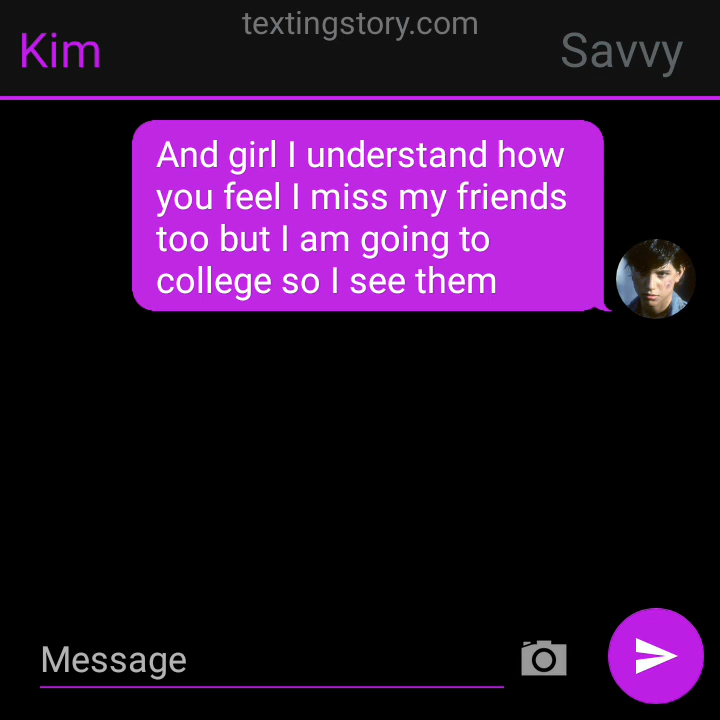 textingstory.com
Kim
Savvy
And girl I understand how
you feel I miss my friends
too but I am going to
college so I see them
Message